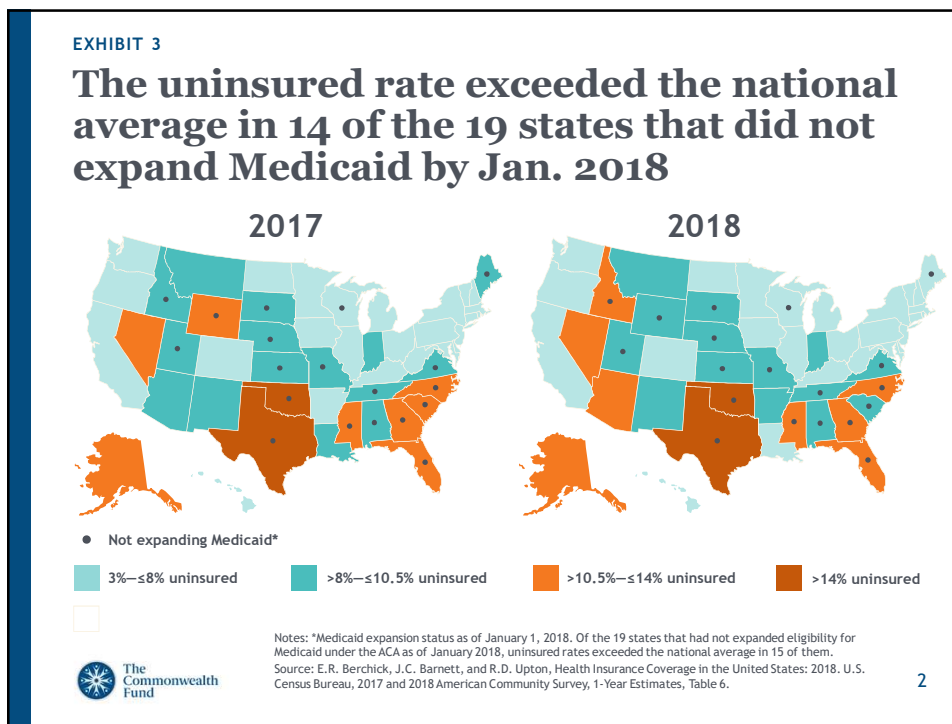 EXHIBIT 3
The uninsured rate exceeded the national
average in 14 of the 19 states that did not
expand Medicaid by Jan. 2018
2017
2018
Not expanding Medicaid*
3%—≤8% uninsured
>8%—≤10.5% uninsured
>10.5%—≤14% uninsured
>14% uninsured
Notes: *Medicaid expansion status as of January 1, 2018. Of the 19 states that had not expanded eligibility for
Medicaid under the ACA as of January 2018, uninsured rates exceeded the national average in 15 of them.
Source: E.R. Berchick, J.C. Barnett, and R.D. Upton, Health Insurance Coverage in the United States: 2018. U.S.
Census Bureau, 2017 and 2018 American Community Survey, 1-Year Estimates, Table 6.
The
Commonwealth
Fund
2